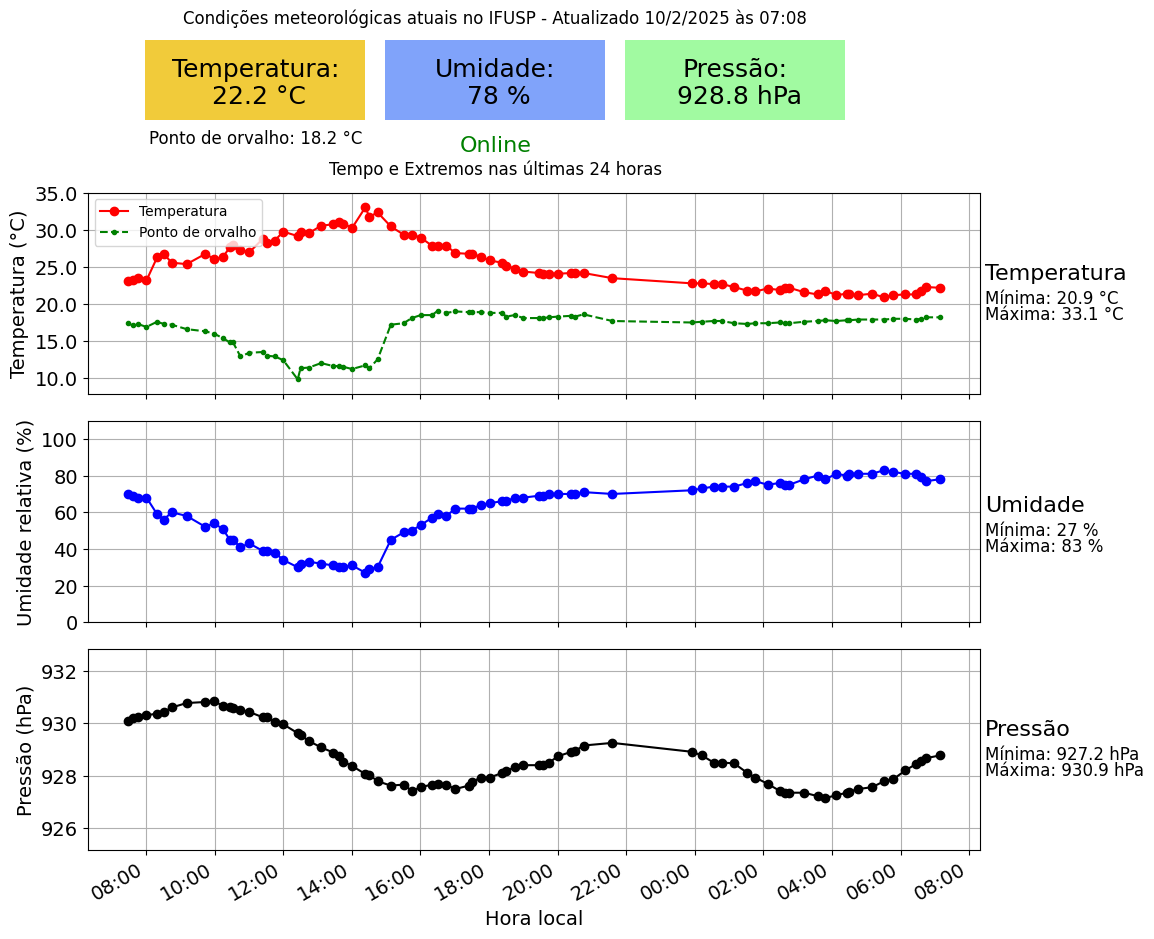 Condições meteorológicas atuais no IFUSP - Atualizado 10/2/2025 às 07:08
Temperatura:
22.2 °C
Umidade:
78 %
Pressão:
928.8 hPa
Ponto de orvalho: 18.2 °C
Online
Tempo e Extremos nas últimas 24 horas
Temperatura (°C)
35.0
30.0
25.0
20.0
15.0
10.0
Temperatura
Ponto de orvalho
Temperatura
Mínima: 20.9 °C
Máxima: 33.1 °C
Umidade relativa (%)
100
80
60
40
20
0
Umidade
Mínima: 27 %
Máxima: 83 %
Pressão (hPa)
932
930
928
926
Pressão
Mínima: 927.2 hPa
Máxima: 930.9 hPa
08:00 10:00 12:00 14:00 16:00 18:00 20:00 22:00 00:00 02:00 04:00 06:00 08:00
Hora local